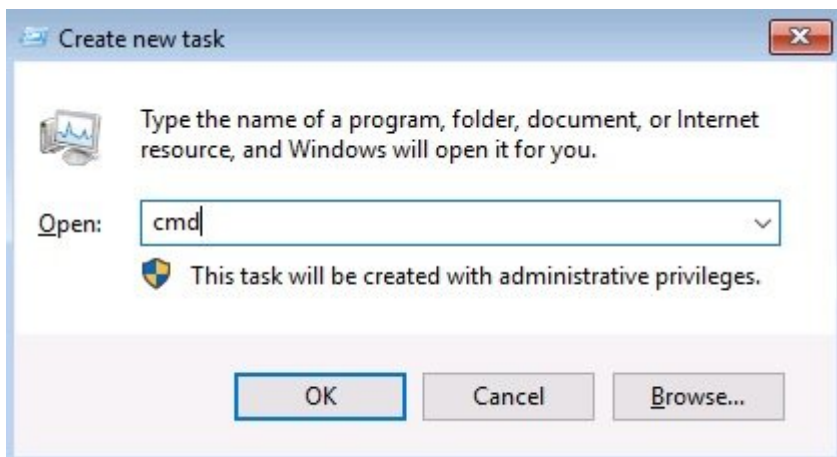 Create new task
Type the name of a program, folder, document, or Internet
resource, and Windows will open it for you.
Open: cmd
This task will be created with administrative privileges.
OK Cancel Browse...